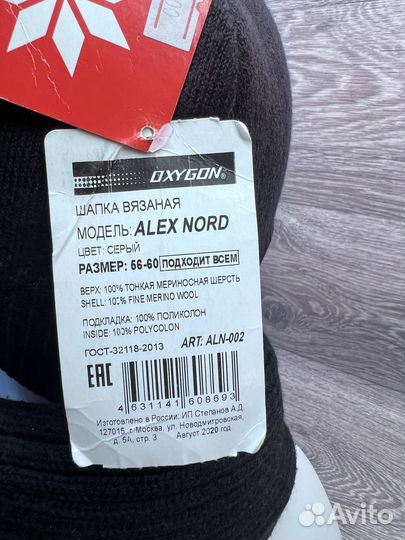 OXYGON®
ШАПКА ВЯЗАНАЯ
МОДЕЛЬ: ALEX NORD
ЦВЕТ: СЕРЫЙ
РАЗМЕР: 56-60 ПОДХОДИТ ВСЕМ
ВЕРХ: 100% ТОНКАЯ МЕРИНОСНАЯ ШЕРСТЬ
SHELL: 100% FINE MERINO WOOL
ПОДКЛАДКА: 100% ПОЛИКОЛОН
INSIDE: 100% POLYCOLON
ГОСТ-32118-2013 ART: ALN-002
EAC
4 631141 608693
Изготовлено в России: ИП Степанов А.Д.
127015, г. Москва, ул. Новодмитровская,
д. 5А, стр. 3 Август 2020 год
Avito